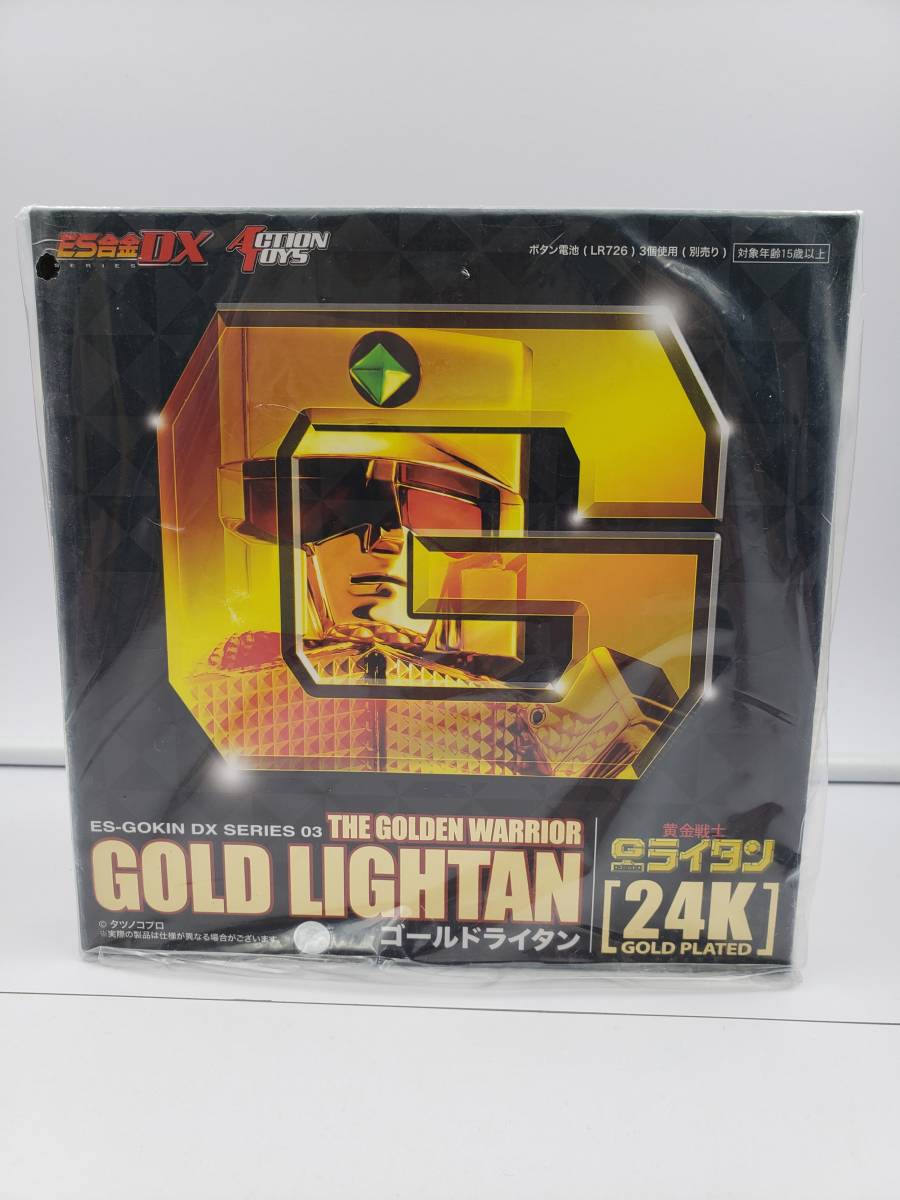 ES合金DX
SERIES
ACTION
TOYS
ボタン電池（LR726）3個使用（別売り）
対象年齢15歳以上
G
ES-GOKIN DX SERIES 03 THE GOLDEN WARRIOR
GOLD LIGHTAN
ゴールドライタン
© タツノコプロ
※実際の製品は仕様が異なる場合がございます。
黄金戦士
Gライタン
[24K]
GOLD PLATED